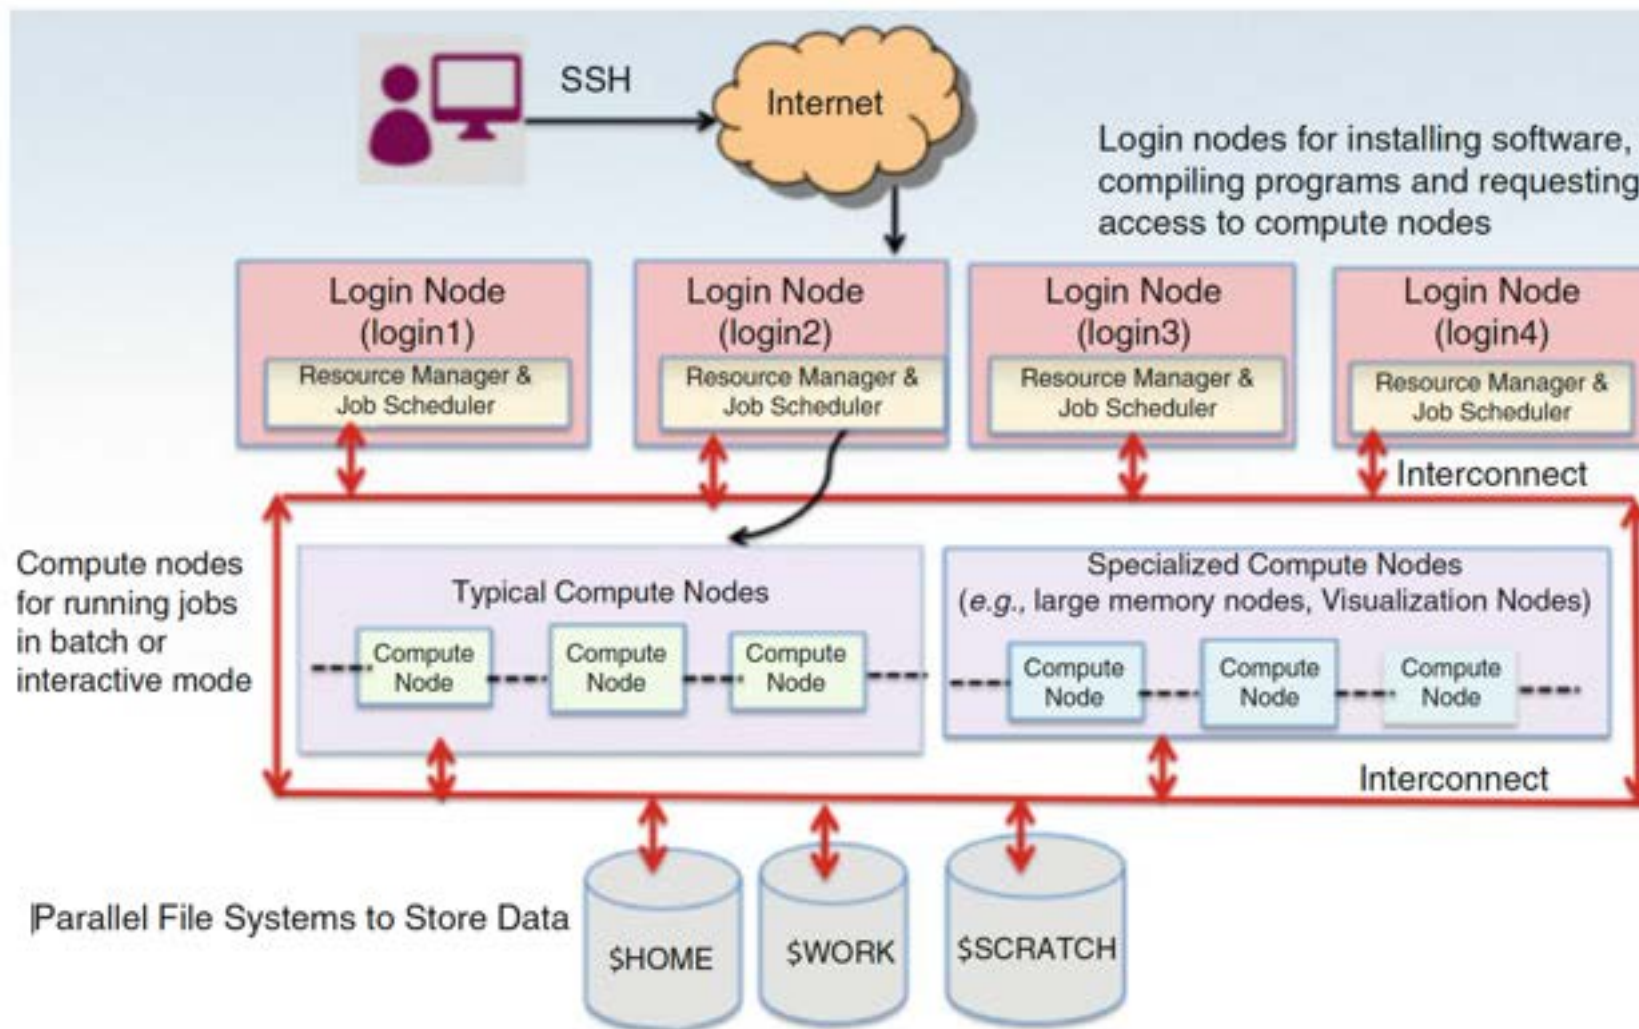 SSH
Internet
Login nodes for installing software,
compiling programs and requesting
access to compute nodes
Login Node
(login1)
Resource Manager &
Job Scheduler
Login Node
(login2)
Resource Manager &
Job Scheduler
Login Node
(login3)
Resource Manager &
Job Scheduler
Login Node
(login4)
Resource Manager &
Job Scheduler
Interconnect
Compute nodes
for running jobs
in batch or
interactive mode
Typical Compute Nodes
Compute
Node
Compute
Node
Compute
Node
Specialized Compute Nodes
(e.g., large memory nodes, Visualization Nodes)
Compute
Node
Compute
Node
Compute
Node
Interconnect
Parallel File Systems to Store Data
$HOME
$WORK
$SCRATCH